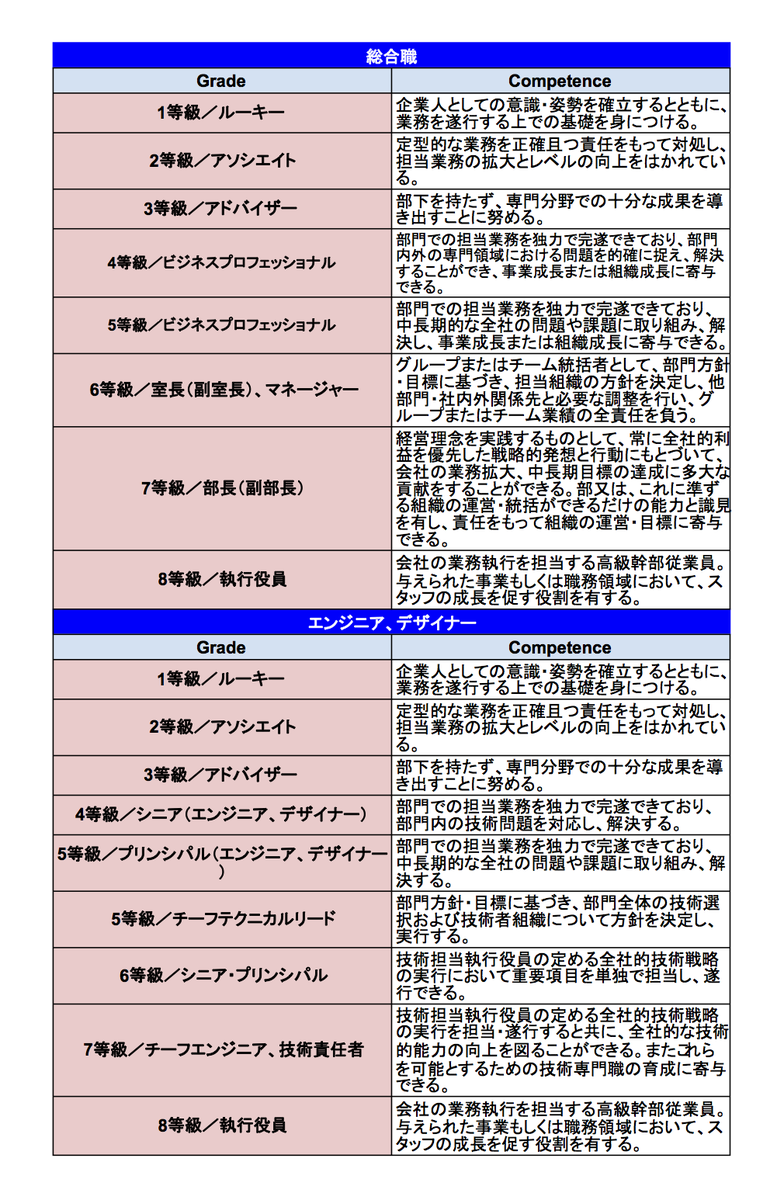 総合職
Grade
Competence
1等級／ルーキー
企業人としての意識・姿勢を確立するとともに、
業務を遂行する上での基礎を身につける。
2等級／アソシエイト
定型的な業務を正確且つ責任をもって対処し、
担当業務の拡大とレベルの向上をはかれてい
る。
3等級／アドバイザー
部下を持たず、専門分野での十分な成果を導
き出すことに努める。
4等級／ビジネスプロフェッショナル
部門での担当業務を独力で完遂できており、部門
内外の専門領域における問題を的確に捉え、解決
することができ、事業成長または組織成長に寄与
できる。
5等級／ビジネスプロフェッショナル
部門での担当業務を独力で完遂できており、
中長期的な全社の問題や課題に取り組み、解
決し、事業成長または組織成長に寄与できる。
6等級／室長（副室長）、マネージャー
グループまたはチーム統括者として、部門方針
・目標に基づき、担当組織の方針を決定し、他
部門・社内外関係先と必要な調整を行い、グ
ループまたはチーム業績の全責任を負う。
7等級／部長（副部長）
経営理念を実践するものとして、常に全社的利
益を優先した戦略的発想と行動にもとづいて、
会社の業務拡大、中長期目標の達成に多大な
貢献をすることができる。部又は、これに準ず
る組織の運営・統括ができるだけの能力と識見
を有し、責任をもって組織の運営・目標に寄与
できる。
8等級／執行役員
会社の業務執行を担当する高級幹部従業員。
与えられた事業もしくは職務領域において、ス
タッフの成長を促す役割を有する。
エンジニア、デザイナー
Grade
Competence
1等級／ルーキー
企業人としての意識・姿勢を確立するとともに、
業務を遂行する上での基礎を身につける。
2等級／アソシエイト
定型的な業務を正確且つ責任をもって対処し、
担当業務の拡大とレベルの向上をはかれてい
る。
3等級／アドバイザー
部下を持たず、専門分野での十分な成果を導
き出すことに努める。
4等級／シニア（エンジニア、デザイナー）
部門での担当業務を独力で完遂できており、
部門内の技術問題を対応し、解決する。
5等級／プリンシパル（エンジニア、デザイナー
）
部門での担当業務を独力で完遂できており、
中長期的な全社の問題や課題に取り組み、解
決する。
5等級／チーフテクニカルリード
部門方針・目標に基づき、部門全体の技術選
択および技術者組織について方針を決定し、
実行する。
6等級／シニア・プリンシパル
技術担当執行役員の定める全社的技術戦略
の実行において重要項目を単独で担当し、遂
行できる。
7等級／チーフエンジニア、技術責任者
技術担当執行役員の定める全社的技術戦略
の実行を担当・遂行すると共に、全社的な技術
的能力の向上を図ることができる。またこれら
を可能とするための技術専門職の育成に寄与
できる。
8等級／執行役員
会社の業務執行を担当する高級幹部従業員。
与えられた事業もしくは職務領域において、ス
タッフの成長を促す役割を有する。